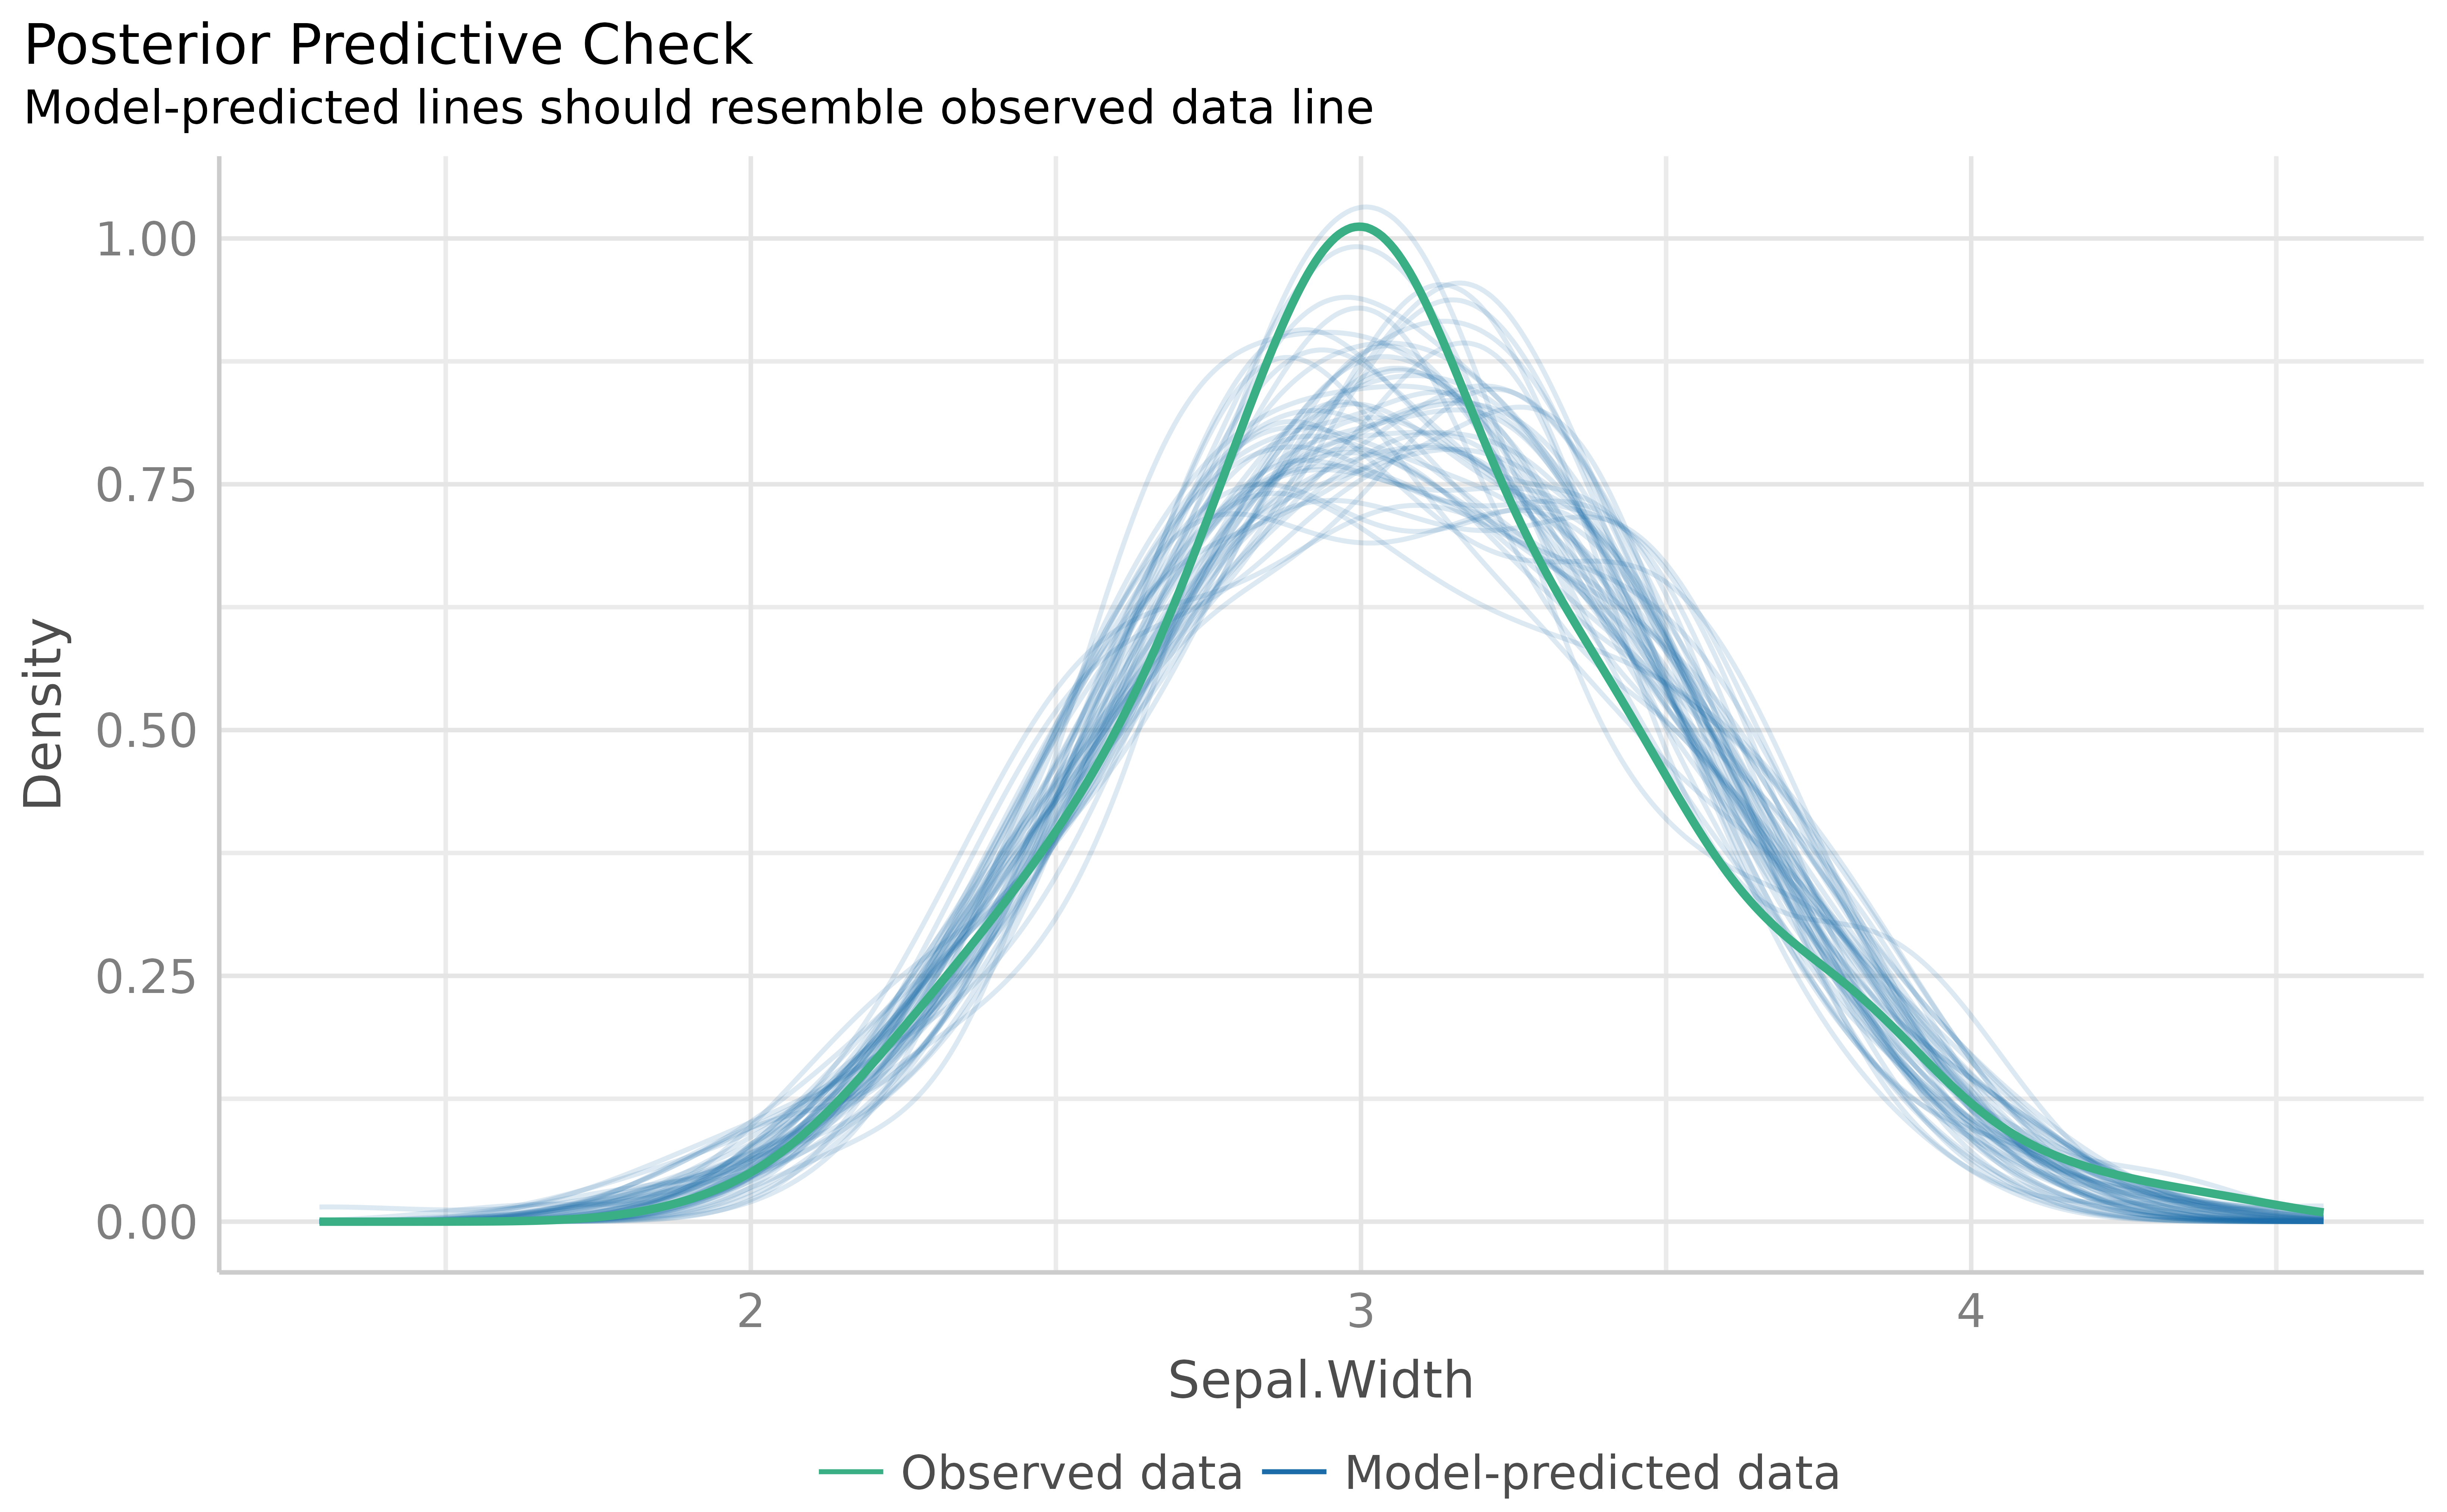 Posterior Predictive Check
Model-predicted lines should resemble observed data line
1.00
0.75
0.50
0.25
0.00
Density
2 3 4
Sepal.Width
Observed data Model-predicted data